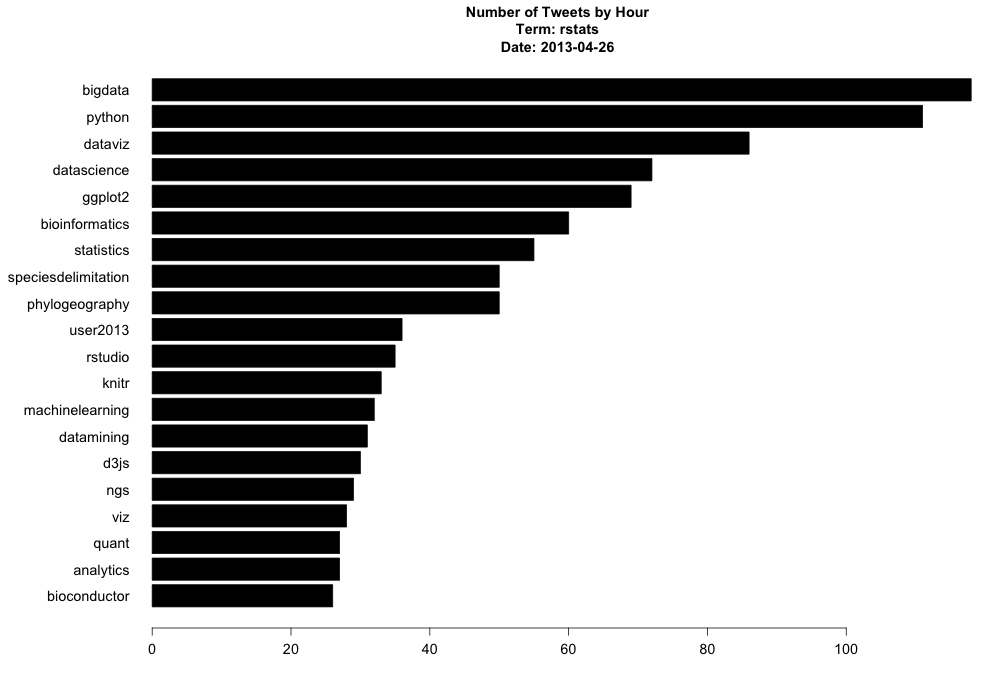 Number of Tweets by Hour
Term: rstats
Date: 2013-04-26
bigdata
python
dataviz
datascience
ggplot2
bioinformatics
statistics
speciesdelimitation
phylogeography
user2013
rstudio
knitr
machinelearning
datamining
d3js
ngs
viz
quant
analytics
bioconductor
0 20 40 60 80 100